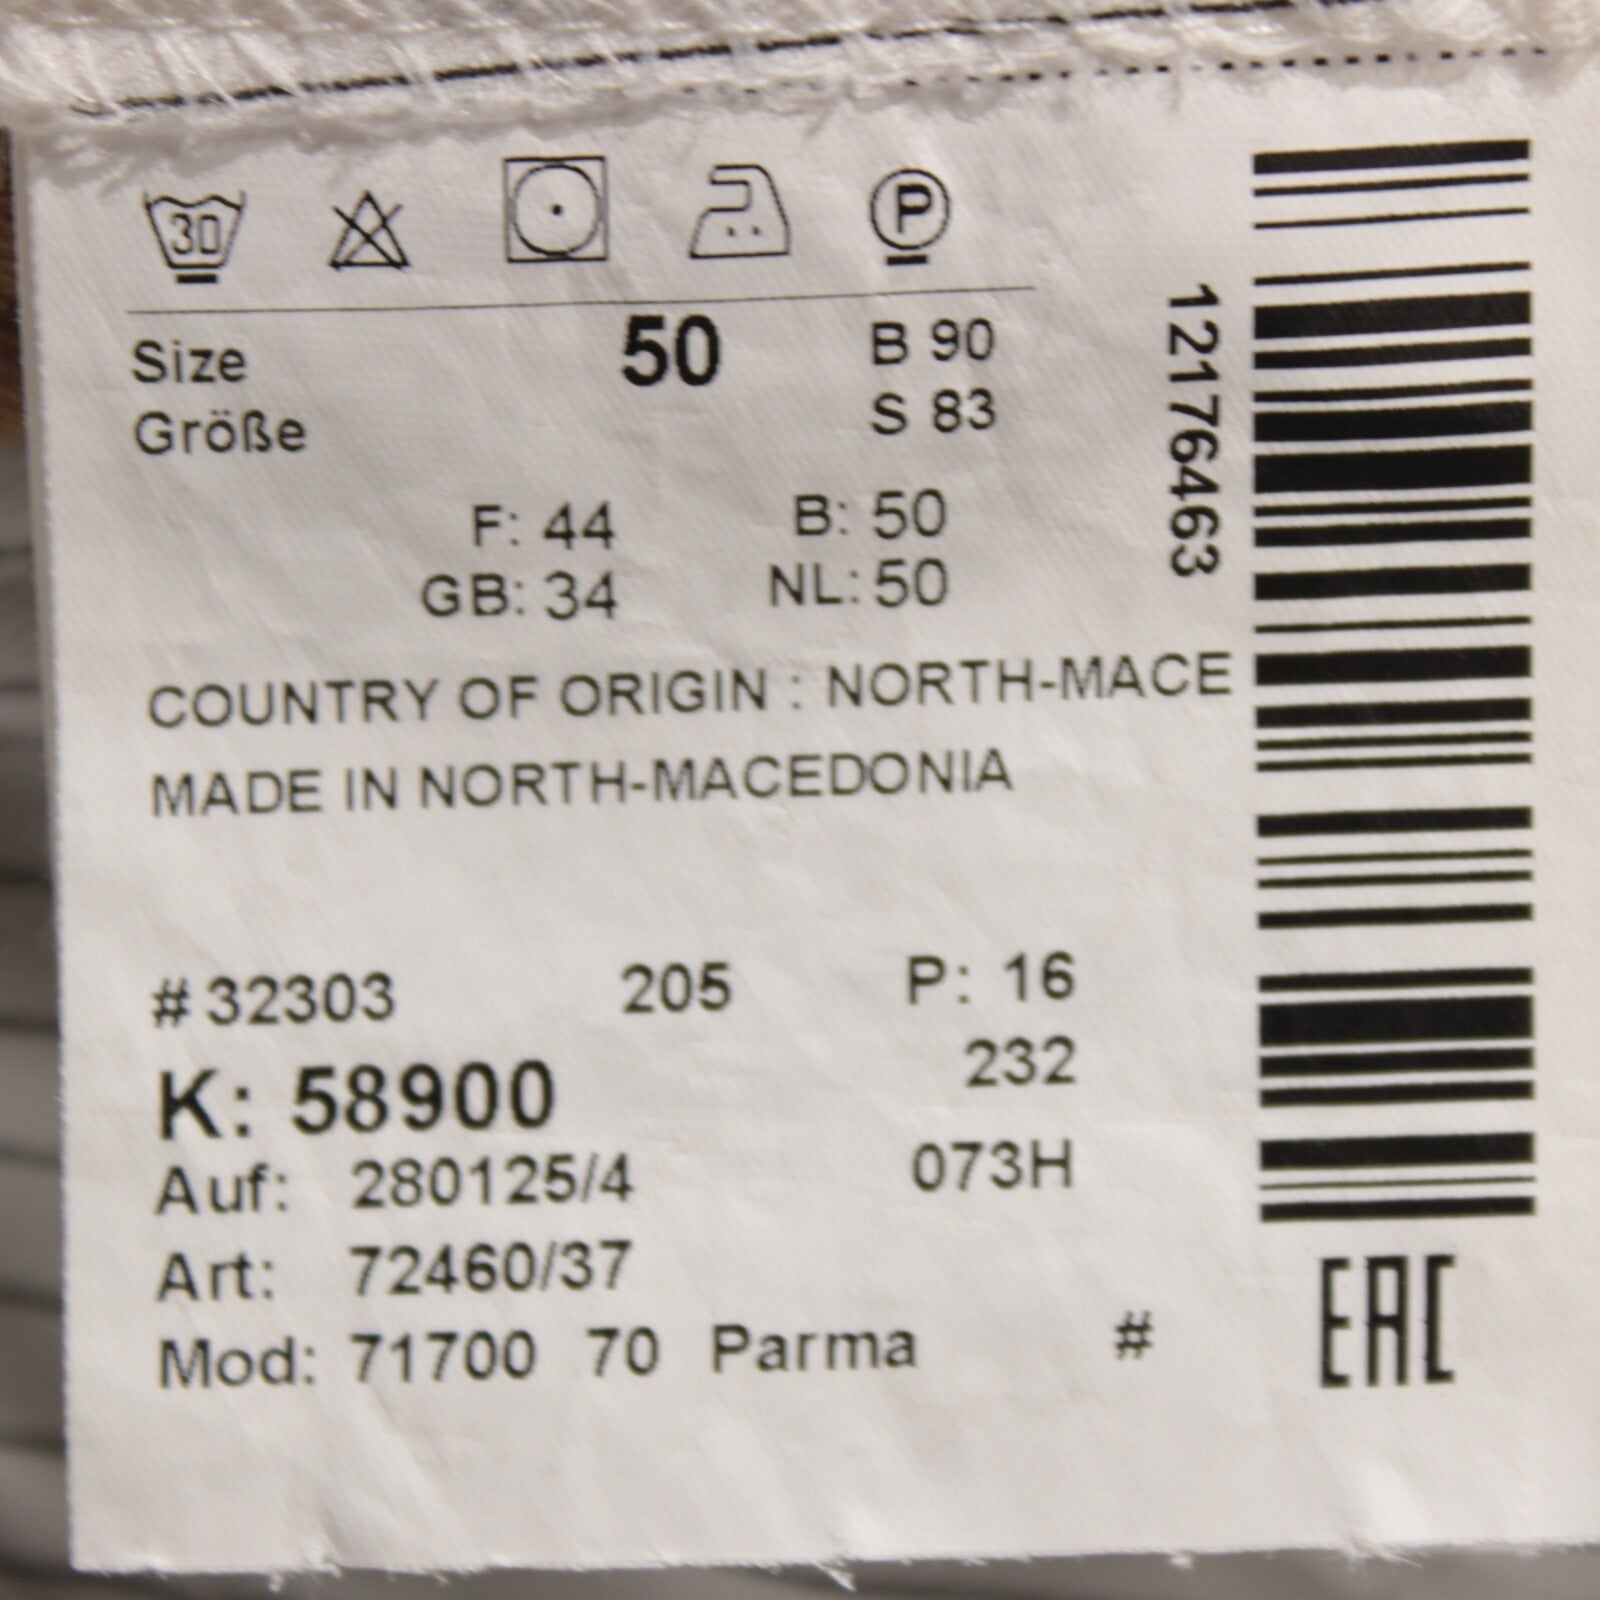 30 P
Size 50 B 90
Größe S 83
F: 44 B: 50
GB: 34 NL: 50
COUNTRY OF ORIGIN : NORTH-MACE
MADE IN NORTH-MACEDONIA
#32303 205 P: 16
232
K: 58900
Auf: 280125/4 073H
Art: 72460/37
Mod: 71700 70 Parma #
12176463
EAC